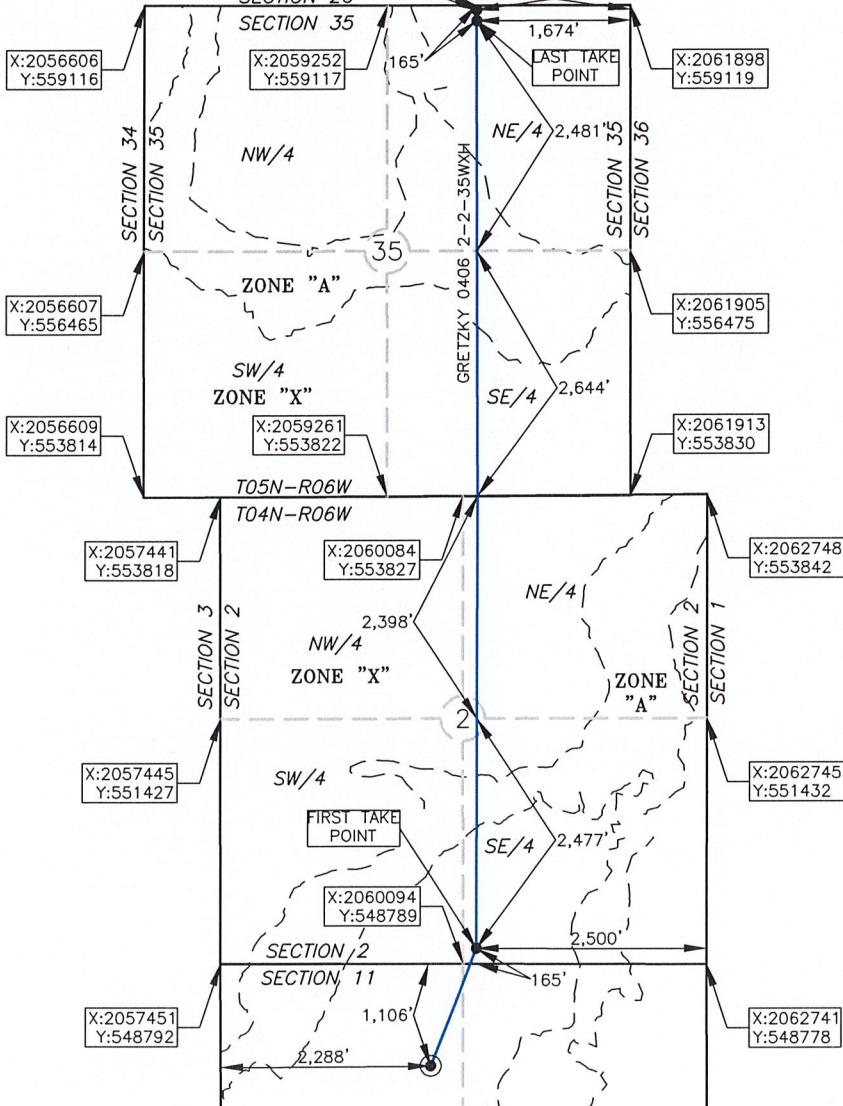 SECTION 35
1,674'
X:2056606
Y:559116
X:2059252
Y:559117
165'
LAST TAKE
POINT
X:2061898
Y:559119
SECTION 34
SECTION 35
NW/4
NE/4
2,481'
SECTION 35
SECTION 36
GRETZKY 0406 2-2-35WXH
35
ZONE "A"
X:2056607
Y:556465
X:2061905
Y:556475
SW/4
ZONE "X"
SE/4
2,644'
X:2056609
Y:553814
X:2059261
Y:553822
X:2061913
Y:553830
T05N-R06W
T04N-R06W
X:2057441
Y:553818
X:2060084
Y:553827
X:2062748
Y:553842
SECTION 3
SECTION 2
NE/4
2,398'
NW/4
ZONE "X"
ZONE
"A"
SECTION 2
SECTION 1
2
X:2057445
Y:551427
X:2062745
Y:551432
SW/4
FIRST TAKE
POINT
SE/4
2,477'
X:2060094
Y:548789
2,500'
SECTION 2
SECTION 11
165'
X:2057451
Y:548792
1,106'
X:2062741
Y:548778
2,288'